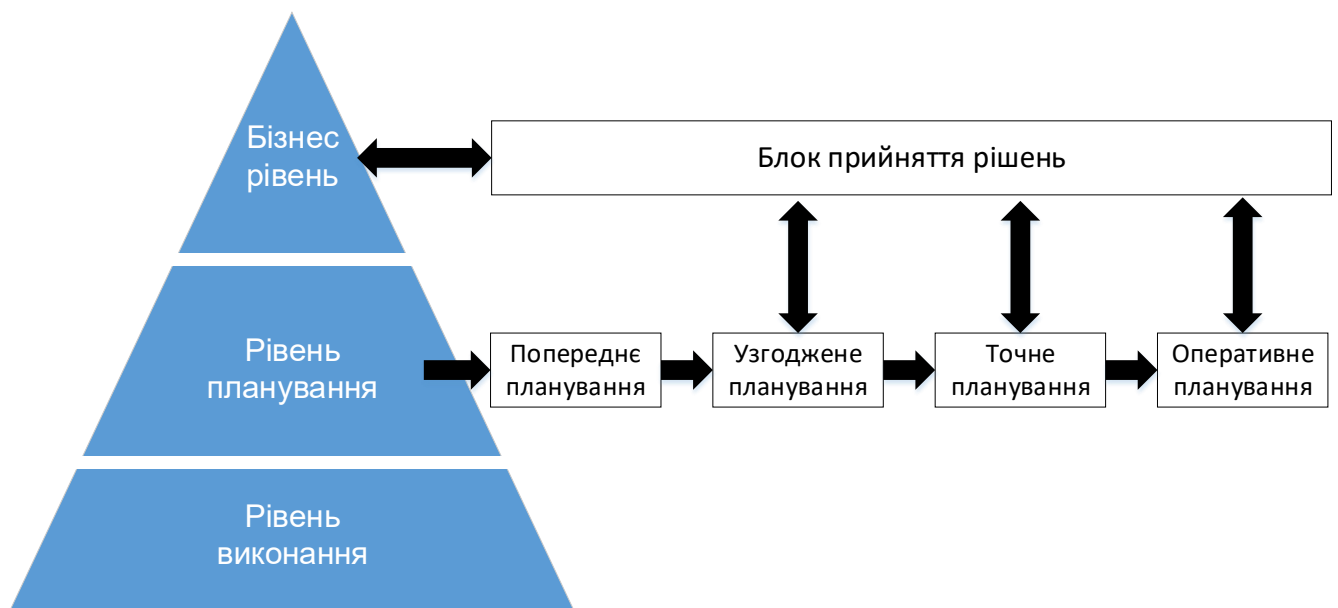 Бізнес
рівень
Блок прийняття рішень
Рівень
планування
Попереднє
планування
Узгоджене
планування
Точне
планування
Оперативне
планування
Рівень
виконання